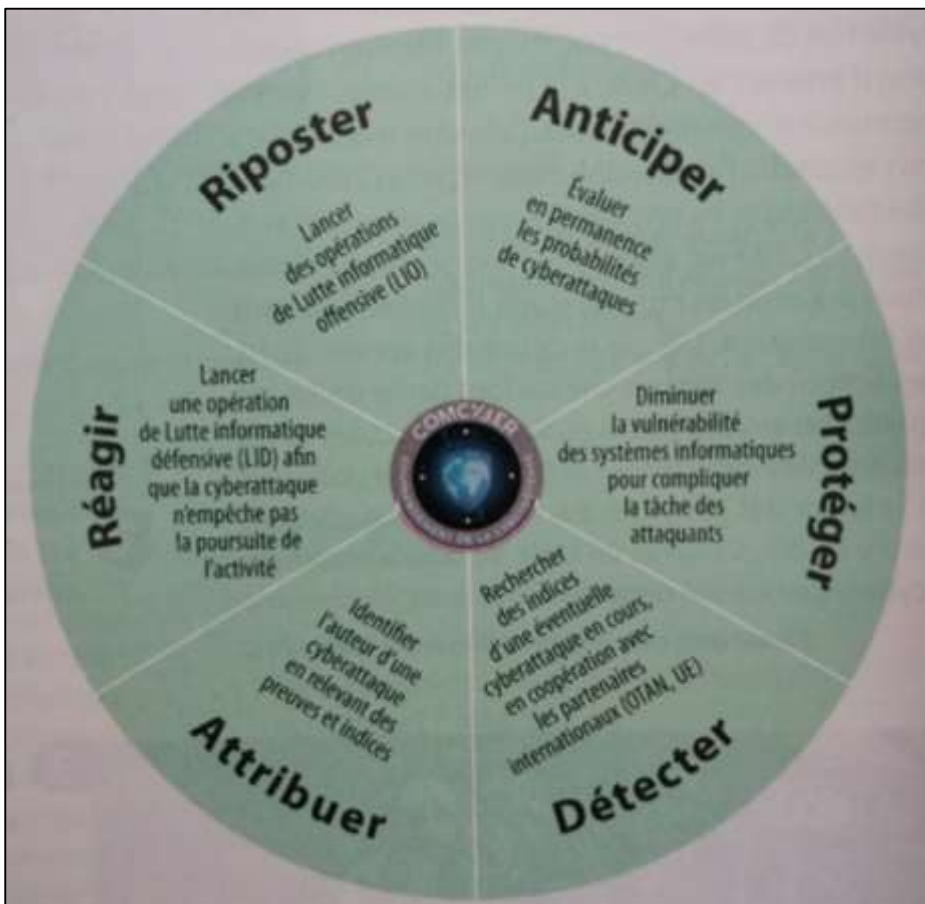 Riposter
Lancer
des opérations
de Lutte informatique
offensive (LIO)
Anticiper
Évaluer
en permanence
les probabilités
de cyberattaques
Protéger
Diminuer
la vulnérabilité
des systèmes informatiques
pour compliquer
la tâche des
attaquants
Détecter
Rechercher
des indices
d'une éventuelle
cyberattaque en cours,
en coopération avec
les partenaires
internationaux (OTAN, UE)
Attribuer
Identifier
l'auteur d'une
cyberattaque
en relevant des
preuves et indices
Réagir
Lancer
une opération
de Lutte informatique
défensive (LID) afin
que la cyberattaque
n'empêche pas
la poursuite de
l'activité
COMCYBER